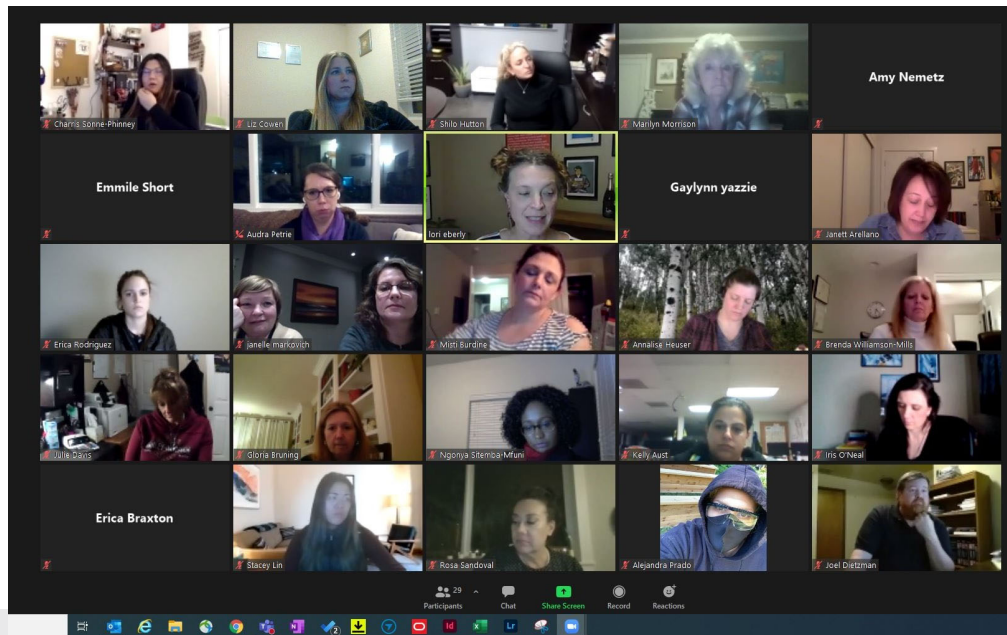 Charris Sonne-Phinney
Liz Cowen
Shilo Hutton
Marilyn Morrison
Amy Nemetz
Emmile Short
Audra Petrie
lori eberly
Gaylynn yazzie
Janett Arellano
Erica Rodriguez
janelle markovich
Misti Burdine
Annalise Heuser
Brenda Williamson-Mills
Julie Davis
Gloria Bruning
Ngonya Sitemba-Mfuni
Kelly Aust
Iris O'Neal
Erica Braxton
Stacey Lin
Rosa Sandoval
Alejandra Prado
Joel Dietzman
29
Participants
Chat
Share Screen
Record
Reactions
2
Id
Lr